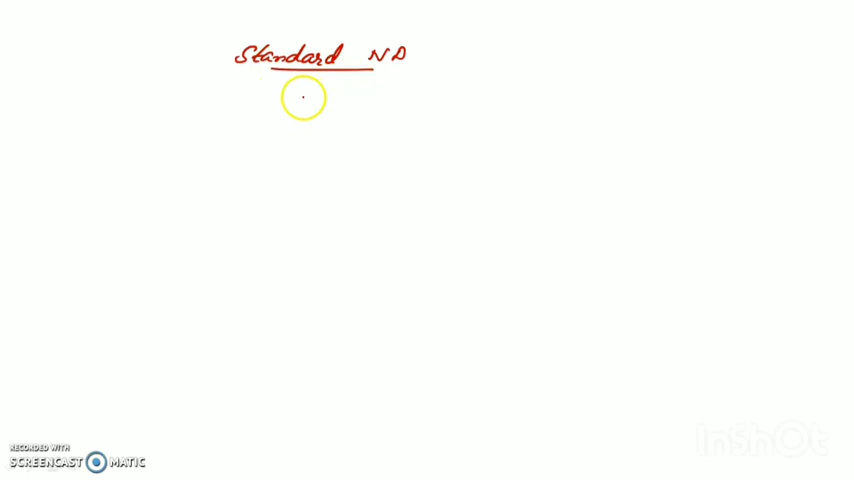 Standard ND
RECORDED WITH
SCREENCAST MATIC
InShOt